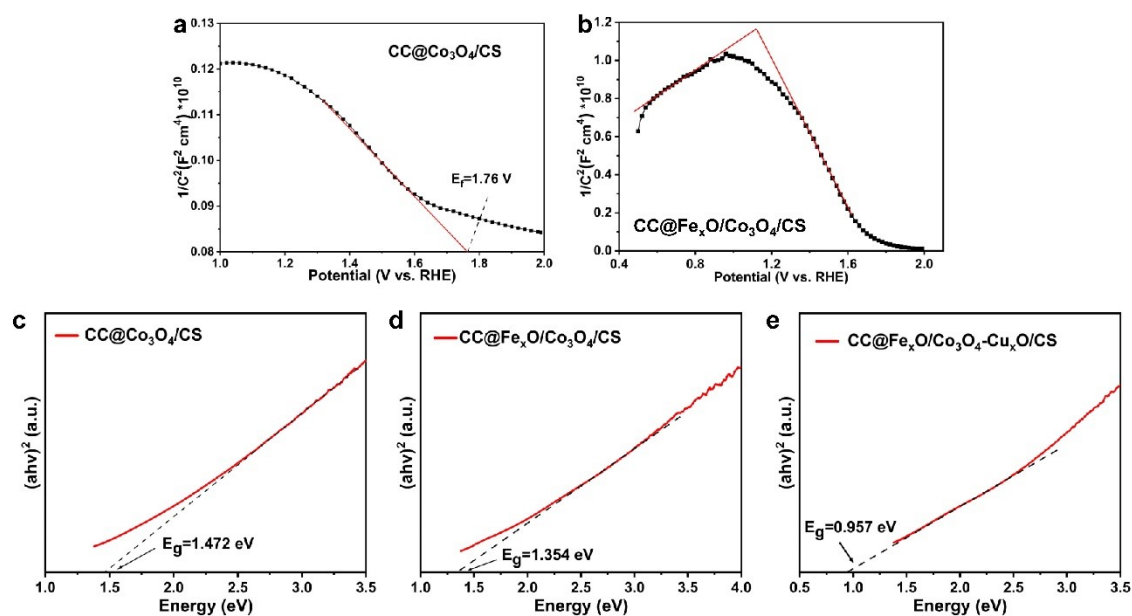 a
CC@Co₃O₄/CS
1/C²(F² cm⁴) *10¹⁰
0.13
0.12
0.11
0.10
0.09
0.08
Eᵣ=1.76 V
1.0 1.2 1.4 1.6 1.8 2.0
Potential (V vs. RHE)
b
1/C²(F² cm⁴) *10¹⁰
1.2
1.0
0.8
0.6
0.4
0.2
0.0
CC@FeₓO/Co₃O₄/CS
0.4 0.8 1.2 1.6 2.0
Potential (V vs. RHE)
c
CC@Co₃O₄/CS
(ahv)² (a.u.)
E_g=1.472 eV
1.0 1.5 2.0 2.5 3.0 3.5
Energy (eV)
d
CC@FeₓO/Co₃O₄/CS
(ahv)² (a.u.)
E_g=1.354 eV
1.0 1.5 2.0 2.5 3.0 3.5 4.0
Energy (eV)
e
CC@FeₓO/Co₃O₄-CuₓO/CS
(ahv)² (a.u.)
E_g=0.957 eV
0.5 1.0 1.5 2.0 2.5 3.0 3.5
Energy (eV)